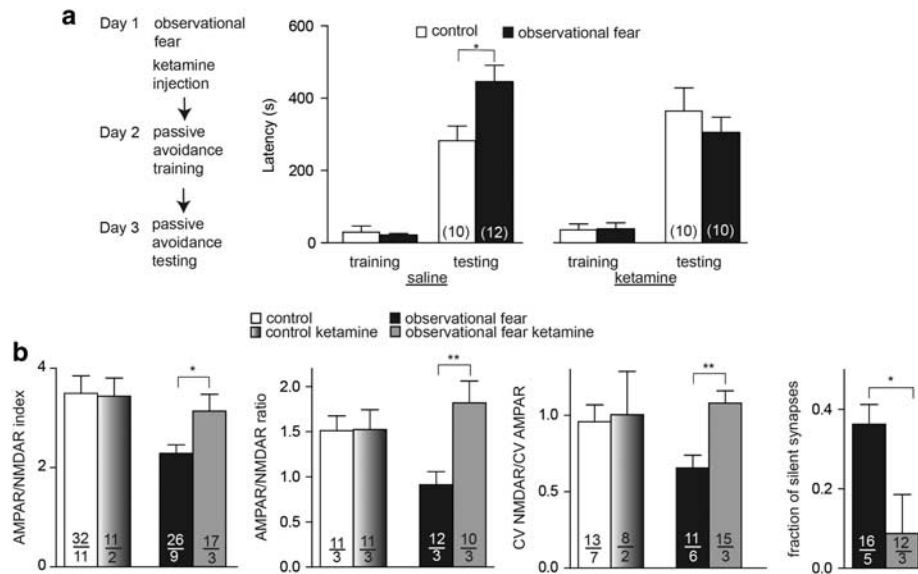 a
Day 1 observational
fear
ketamine
injection
Day 2 passive
avoidance
training
Day 3 passive
avoidance
testing
control observational fear
*
Latency (s)
600
400
200
0
(10) (12) (10) (10)
training testing training testing
saline ketamine
control observational fear
control ketamine observational fear ketamine
b
AMPAR/NMDAR index
4
2
0
*
32 11 26 17
11 2 9 3
AMPAR/NMDAR ratio
2.0
1.5
1.0
0.5
0.0
**
11 11 12 10
3 3 3 3
CV NMDAR/CV AMPAR
1.0
0.5
0.0
**
13 8 11 15
7 2 6 3
fraction of silent synapses
0.4
0.2
0.0
*
16 12
5 3